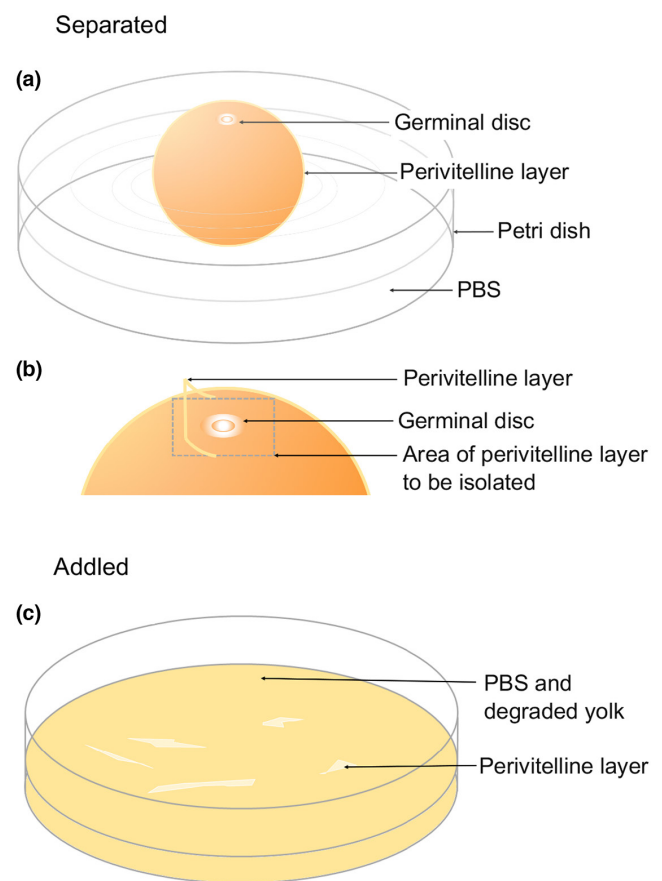 Separated
(a)
Germinal disc
Perivitelline layer
Petri dish
PBS
(b)
Perivitelline layer
Germinal disc
Area of perivitelline layer
to be isolated
Addled
(c)
PBS and
degraded yolk
Perivitelline layer